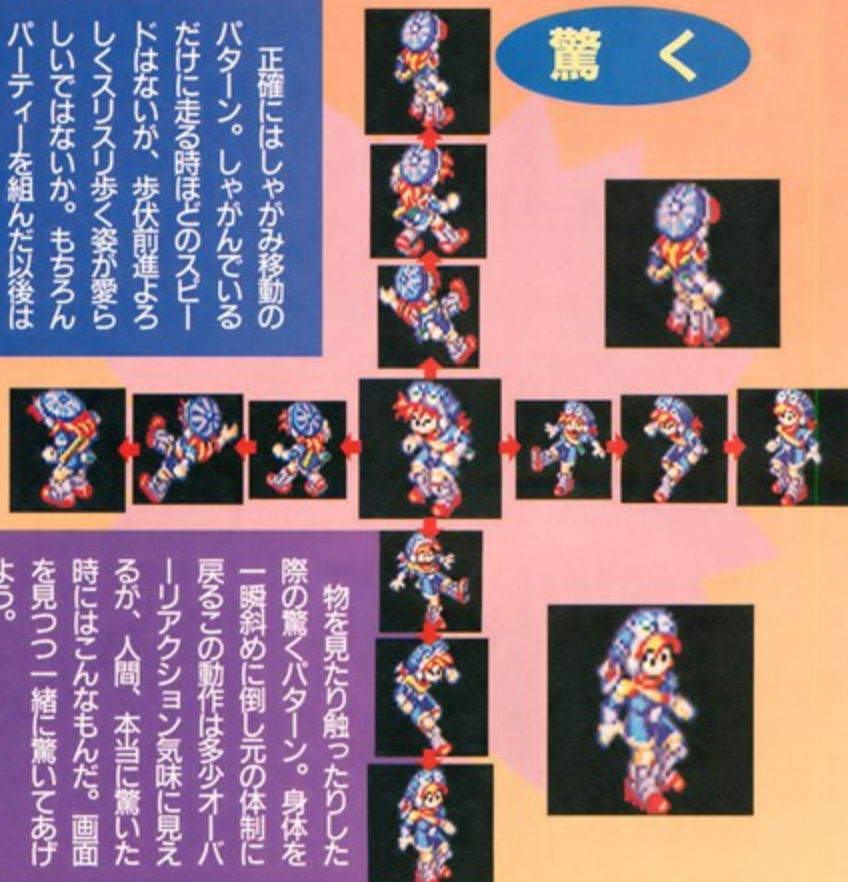 驚く
正確にはしゃがみ移動の
パターン。しゃがんでいる
だけに走る時ほどのスピー
ドはないが、歩伏前進よろ
しくスリスリ歩く姿が愛ら
しいではないか。もちろん
パーティーを組んだ以後は
物を見たり触ったりした
際の驚くパターン。身体を
一瞬斜めに倒し元の体制に
戻るこの動作は多少オーバ
ーリアクション気味に見え
るが、人間、本当に驚いた
時にはこんなもんだ。画面
を見つつ一緒に驚いてあげ
よう。